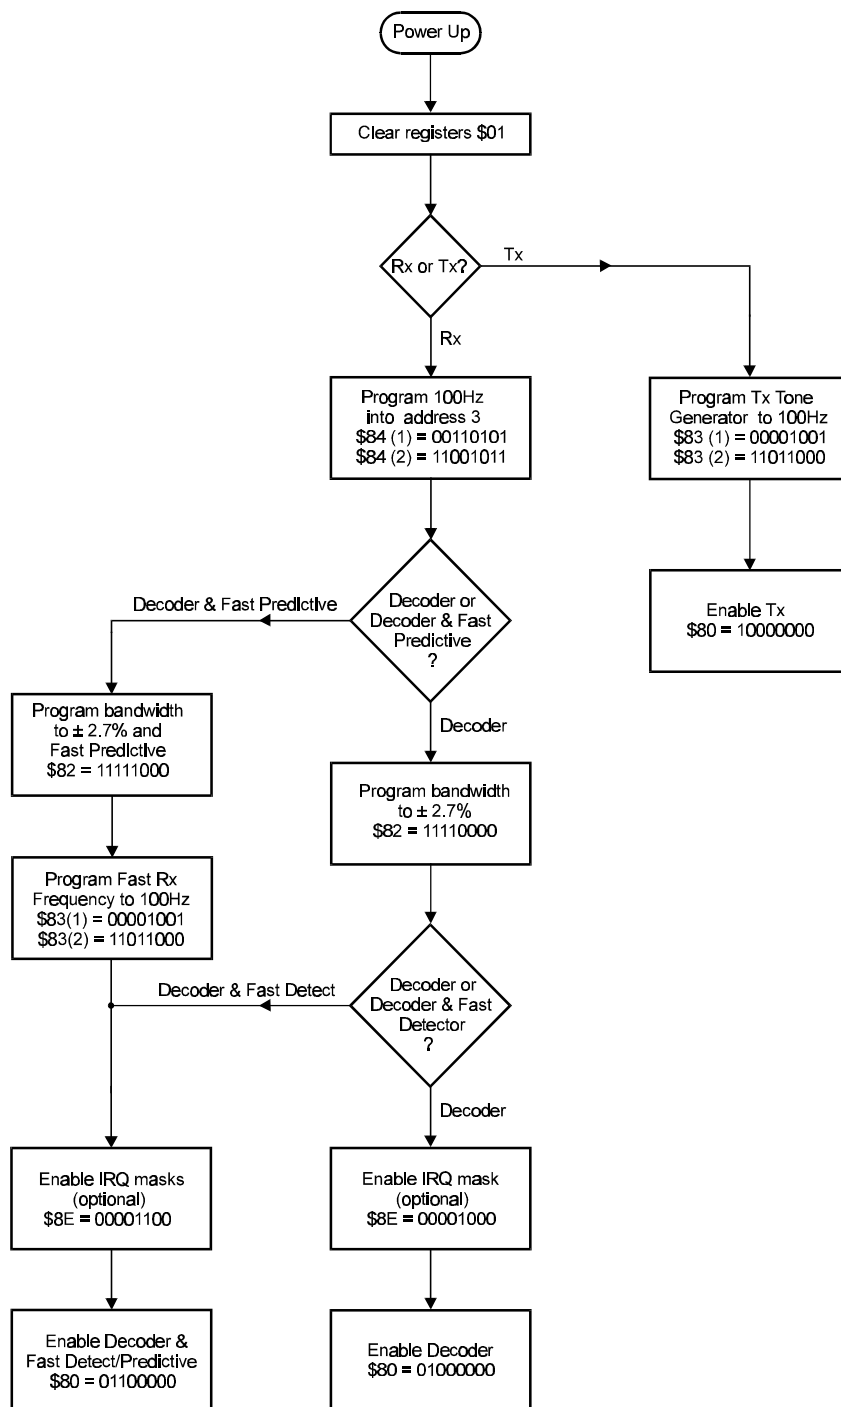 Power Up
Clear registers $01
Rx or Tx?
Tx
Rx
Program 100Hz
into address 3
$84 (1) = 00110101
$84 (2) = 11001011
Program Tx Tone
Generator to 100Hz
$83 (1) = 00001001
$83 (2) = 11011000
Enable Tx
$80 = 10000000
Decoder & Fast Predictive
Decoder or
Decoder & Fast
Predictive
?
Decoder
Program bandwidth
to ± 2.7% and
Fast Predictive
$82 = 11111000
Program bandwidth
to ± 2.7%
$82 = 11110000
Program Fast Rx
Frequency to 100Hz
$83(1) = 00001001
$83(2) = 11011000
Decoder & Fast Detect
Decoder or
Decoder & Fast
Detector
?
Decoder
Enable IRQ masks
(optional)
$8E = 00001100
Enable IRQ mask
(optional)
$8E = 00001000
Enable Decoder &
Fast Detect/Predictive
$80 = 01100000
Enable Decoder
$80 = 01000000